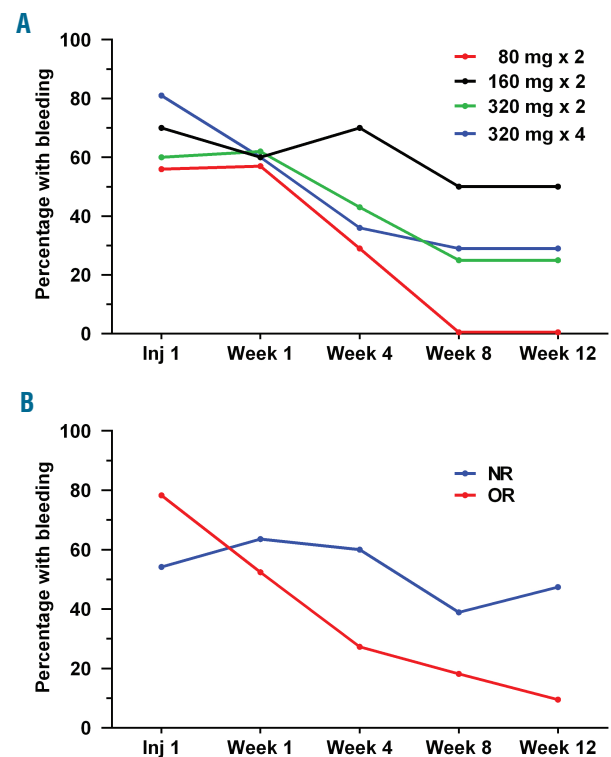 A
Percentage with bleeding
100
80
60
40
20
0
80 mg x 2
160 mg x 2
320 mg x 2
320 mg x 4
Inj 1 Week 1 Week 4 Week 8 Week 12
B
Percentage with bleeding
100
80
60
40
20
0
NR
OR
Inj 1 Week 1 Week 4 Week 8 Week 12